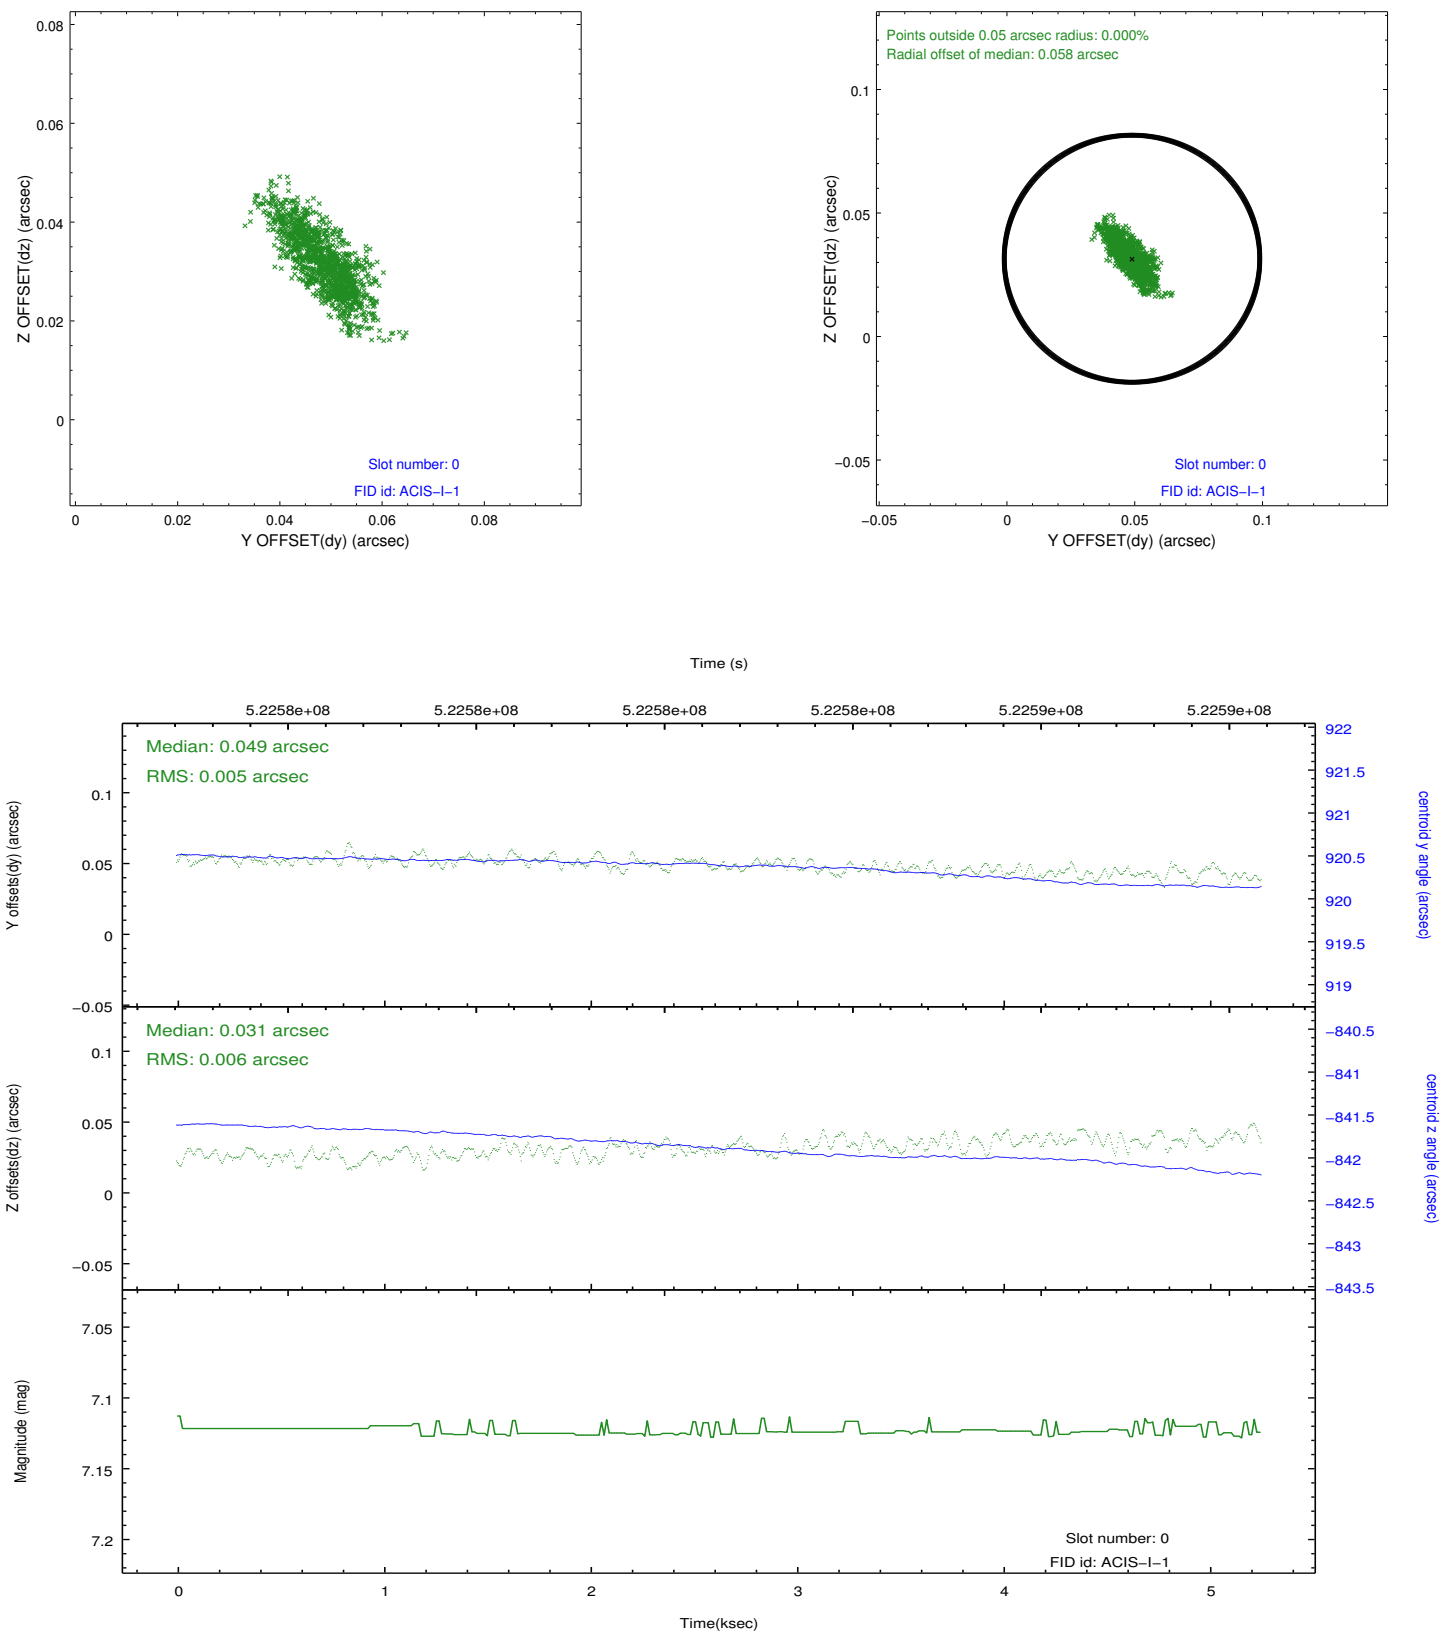 0.08
0.06
0.04
0.02
0
Z OFFSET(dz) (arcsec)
Slot number: 0
FID id: ACIS−I−1
0 0.02 0.04 0.06 0.08
Y OFFSET(dy) (arcsec)
Points outside 0.05 arcsec radius: 0.000%
Radial offset of median: 0.058 arcsec
0.1
0.05
0
−0.05
Z OFFSET(dz) (arcsec)
Slot number: 0
FID id: ACIS−I−1
−0.05 0 0.05 0.1
Y OFFSET(dy) (arcsec)
Time (s)
5.2258e+08 5.2258e+08 5.2258e+08 5.2258e+08 5.2259e+08 5.2259e+08
Median: 0.049 arcsec
RMS: 0.005 arcsec
0.1
0.05
0
−0.05
Y offsets(dy) (arcsec)
922
921.5
921
920.5
920
919.5
919
centroid y angle (arcsec)
Median: 0.031 arcsec
RMS: 0.006 arcsec
0.1
0.05
0
−0.05
Z offsets(dz) (arcsec)
−840.5
−841
−841.5
−842
−842.5
−843
−843.5
centroid z angle (arcsec)
7.05
7.1
7.15
7.2
Magnitude (mag)
Slot number: 0
FID id: ACIS−I−1
0 1 2 3 4 5
Time(ksec)